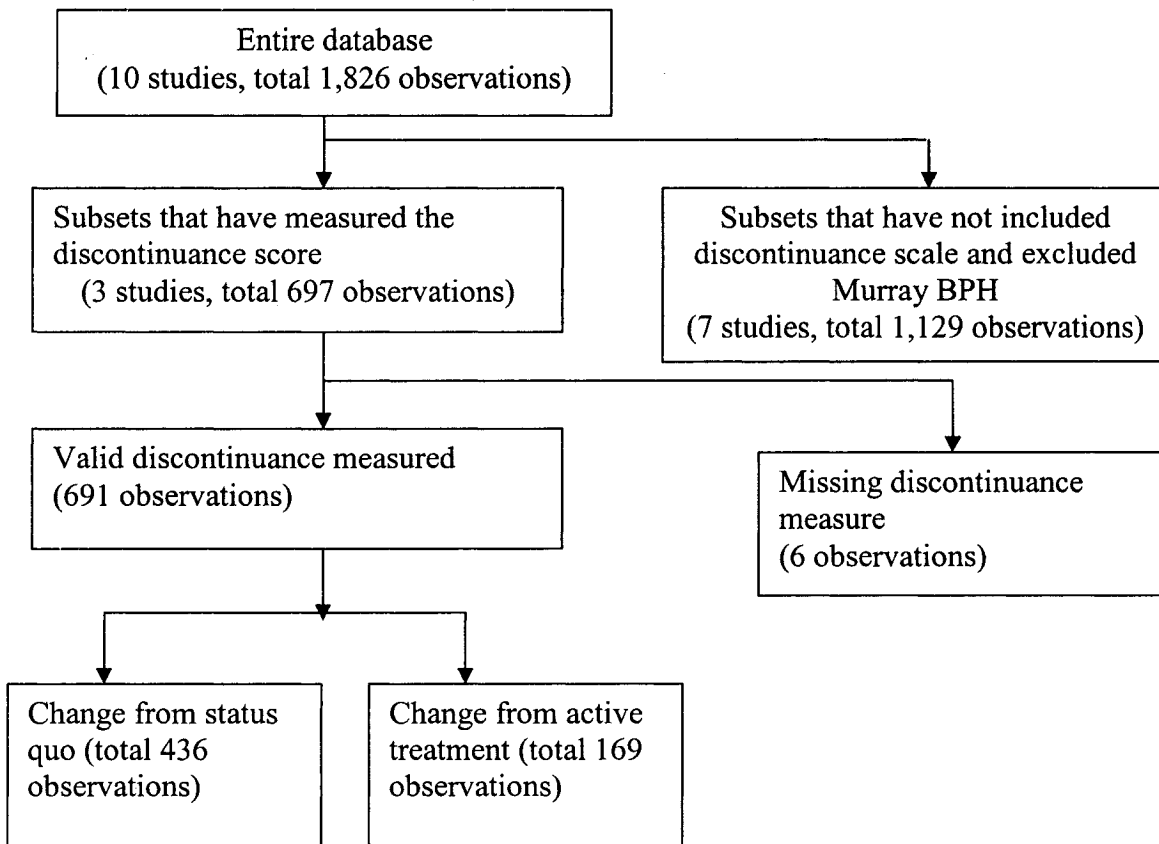 Entire database
(10 studies, total 1,826 observations)
Subsets that have measured the
discontinuance score
(3 studies, total 697 observations)
Subsets that have not included
discontinuance scale and excluded
Murray BPH
(7 studies, total 1,129 observations)
Valid discontinuance measured
(691 observations)
Missing discontinuance
measure
(6 observations)
Change from status
quo (total 436
observations)
Change from active
treatment (total 169
observations)